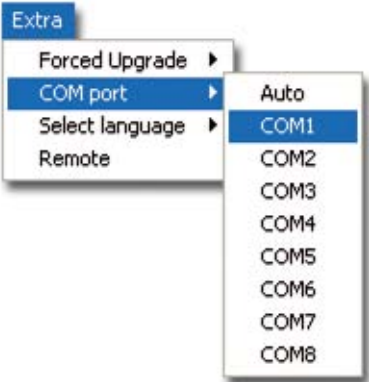 Extra
Forced Upgrade
COM port
Select language
Remote
Auto
COM1
COM2
COM3
COM4
COM5
COM6
COM7
COM8